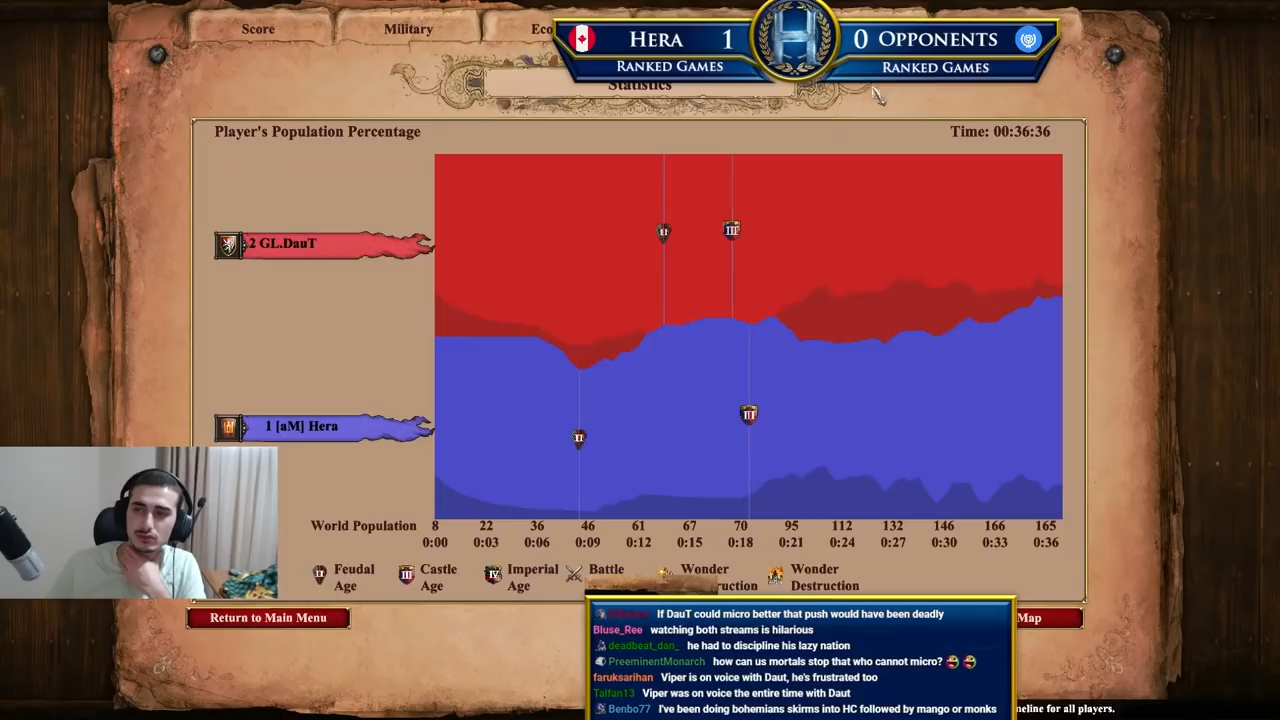 Score
Military
Eco
HERA 1
0 OPPONENTS
RANKED GAMES
RANKED GAMES
Statistics
Player's Population Percentage
Time: 00:36:36
2 GL.DauT
II
III
1 [aM] Hera
II
III
World Population 8 22 36 46 61 67 70 95 112 132 146 166 165
0:00 0:03 0:06 0:09 0:12 0:15 0:18 0:21 0:24 0:27 0:30 0:33 0:36
II Feudal Age
III Castle Age
IV Imperial Age
Battle
Wonder
ruction
Wonder Destruction
Return to Main Menu
Map
If DauT could micro better that push would have been deadly
Bluse_Ree watching both streams is hilarious
deadbeat_dan_ he had to discipline his lazy nation
PreeminentMonarch how can us mortals stop that who cannot micro?
faruksarihan Viper is on voice with Daut, he's frustrated too
Talfan13 Viper was on voice the entire time with Daut
Benbo77 I've been doing bohemians skirms into HC followed by mango or monks
neline for all players.